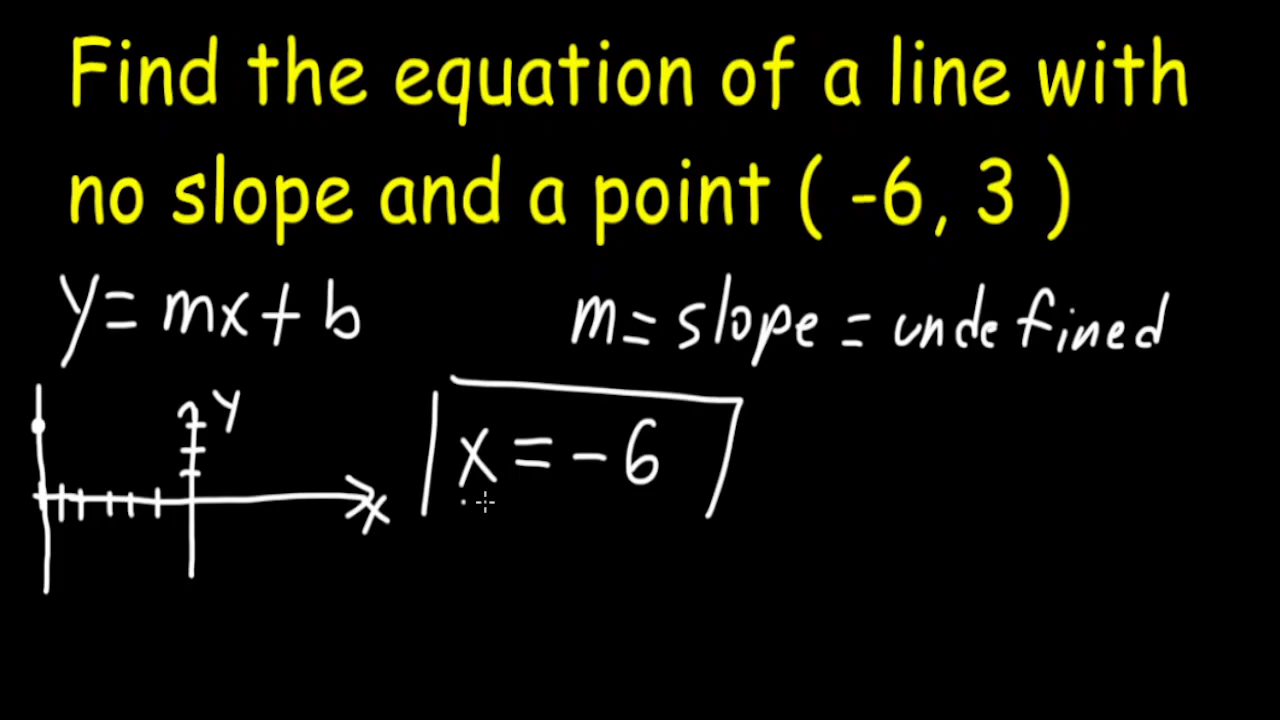 Find the equation of a line with
no slope and a point ( -6, 3 )
y = mx + b
m = slope = undefined
y
x = -6
x